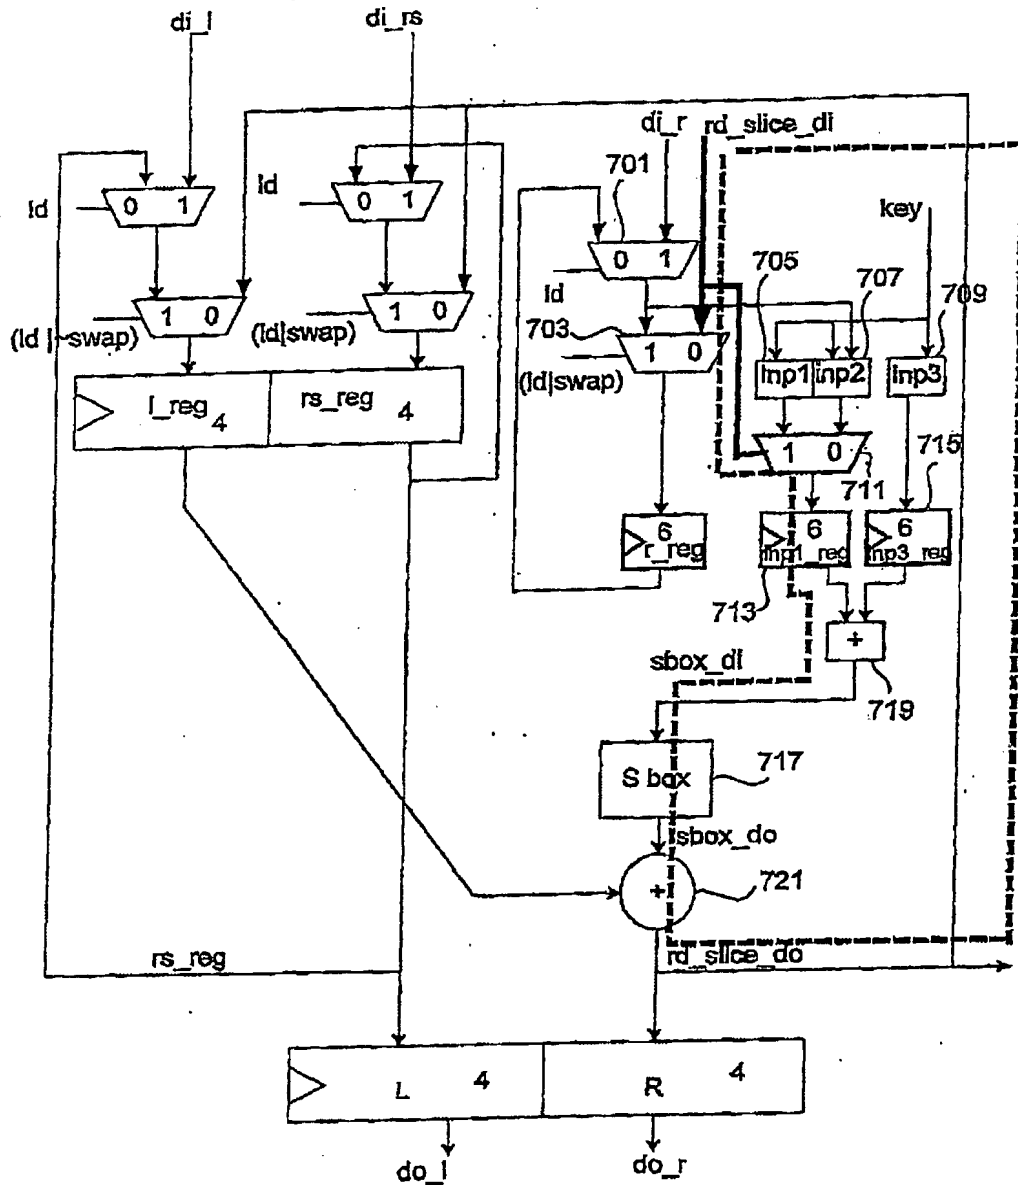 di_l
di_rs
di_r
rd_slice_di
701
0 1
ld
0 1
ld
key
0 1
ld
705
707
709
1 0
(ld | ~swap)
1 0
(ld|swap)
703
1 0
(ld|swap)
inp1
inp2
inp3
l_reg 4
rs_reg 4
1 0
711
715
6
r_reg
6
inp1_reg
6
inp3_reg
713
+
719
sbox_di
S box
717
sbox_do
+
721
rs_reg
rd_slice_do
L 4
R 4
do_l
do_r